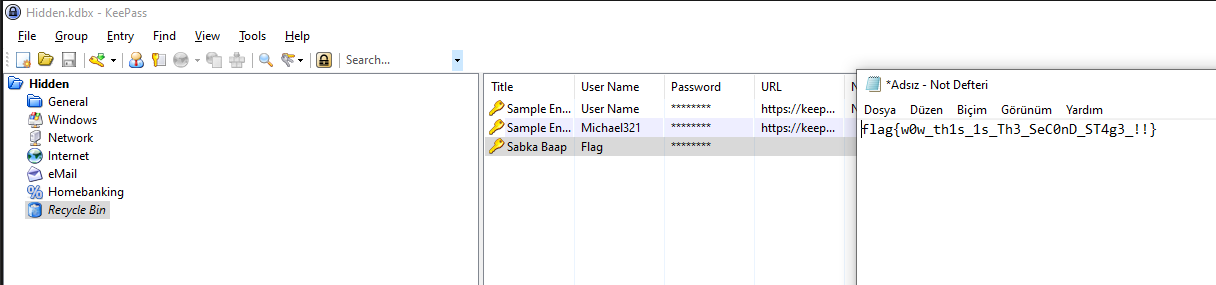 Hidden.kdbx - KeePass
File Group Entry Find View Tools Help
Search...
Hidden
General
Windows
Network
Internet
eMail
Homebanking
Recycle Bin
Title User Name Password URL N
Sample En... User Name ******** https://keep... N
Sample En... Michael321 ******** https://keep...
Sabka Baap Flag ********
*Adsız - Not Defteri
Dosya Düzen Biçim Görünüm Yardım
flag{w0w_th1s_1s_Th3_SeC0nD_ST4g3_!!}